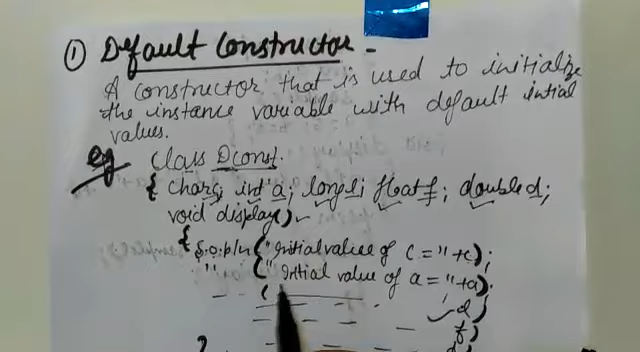 ① Default Constructor -
A constructor that is used to initialize
the instance variable with default intial
values.
eg class Dconst.
{ char c, int a; long l; float f; double d;
void display()
{ S.o.pln("Initial value of c = "+c);
" ("Initial value of a = "+a);